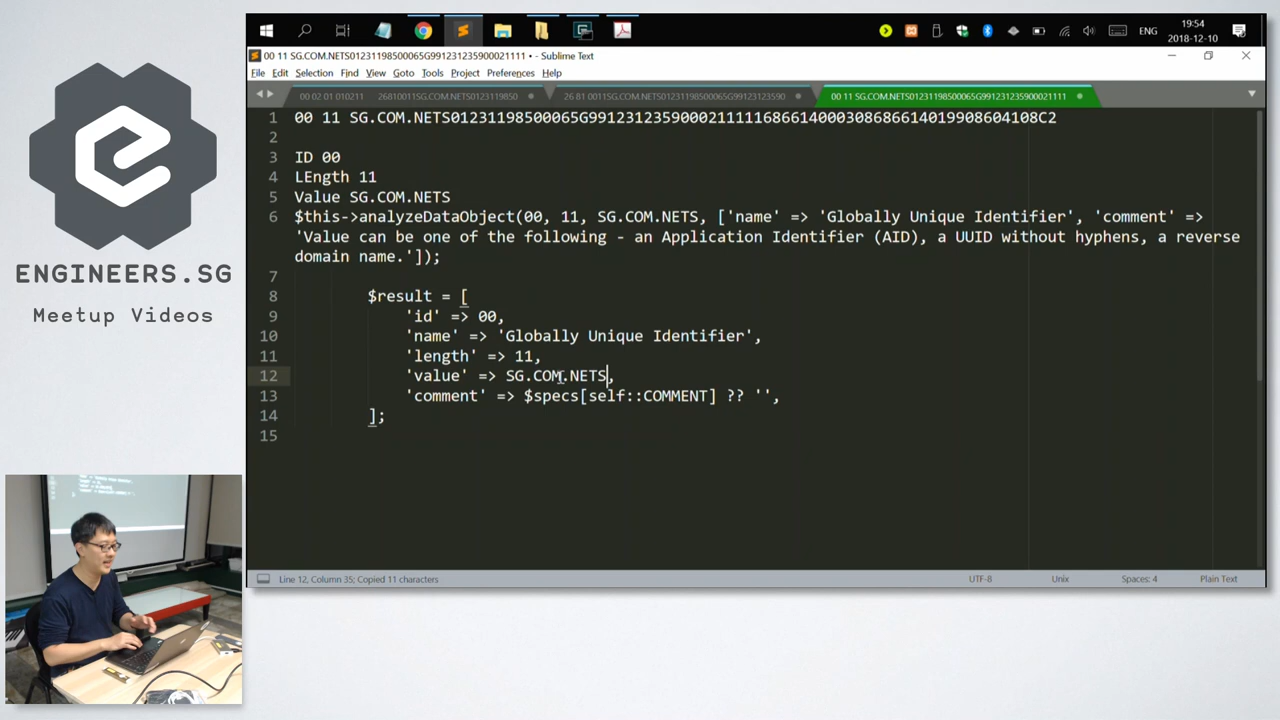 19:54
ENG
2018-12-10
00 11 SG.COM.NETS01231198500065G991231235900021111 • - Sublime Text
File Edit Selection Find View Goto Tools Project Preferences Help
00 02 01 010211 26810011SG.COM.NETS0123119850
26 81 0011SG.COM.NETS01231198500065G99123123590
00 11 SG.COM.NETS01231198500065G991231235900021111
1 00 11 SG.COM.NETS01231198500065G9912312359000211111686614000308686614019908604108C2
2
3 ID 00
4 LEngth 11
5 Value SG.COM.NETS
6 $this->analyzeDataObject(00, 11, SG.COM.NETS, ['name' => 'Globally Unique Identifier', 'comment' =>
'Value can be one of the following - an Application Identifier (AID), a UUID without hyphens, a reverse
domain name.']);
7
8 $result = [
9 'id' => 00,
10 'name' => 'Globally Unique Identifier',
11 'length' => 11,
12 'value' => SG.COM.NETS,
13 'comment' => $specs[self::COMMENT] ?? '',
14 ];
15
Line 12, Column 35; Copied 11 characters
UTF-8
Unix
Spaces: 4
Plain Text
ENGINEERS.SG
Meetup Videos